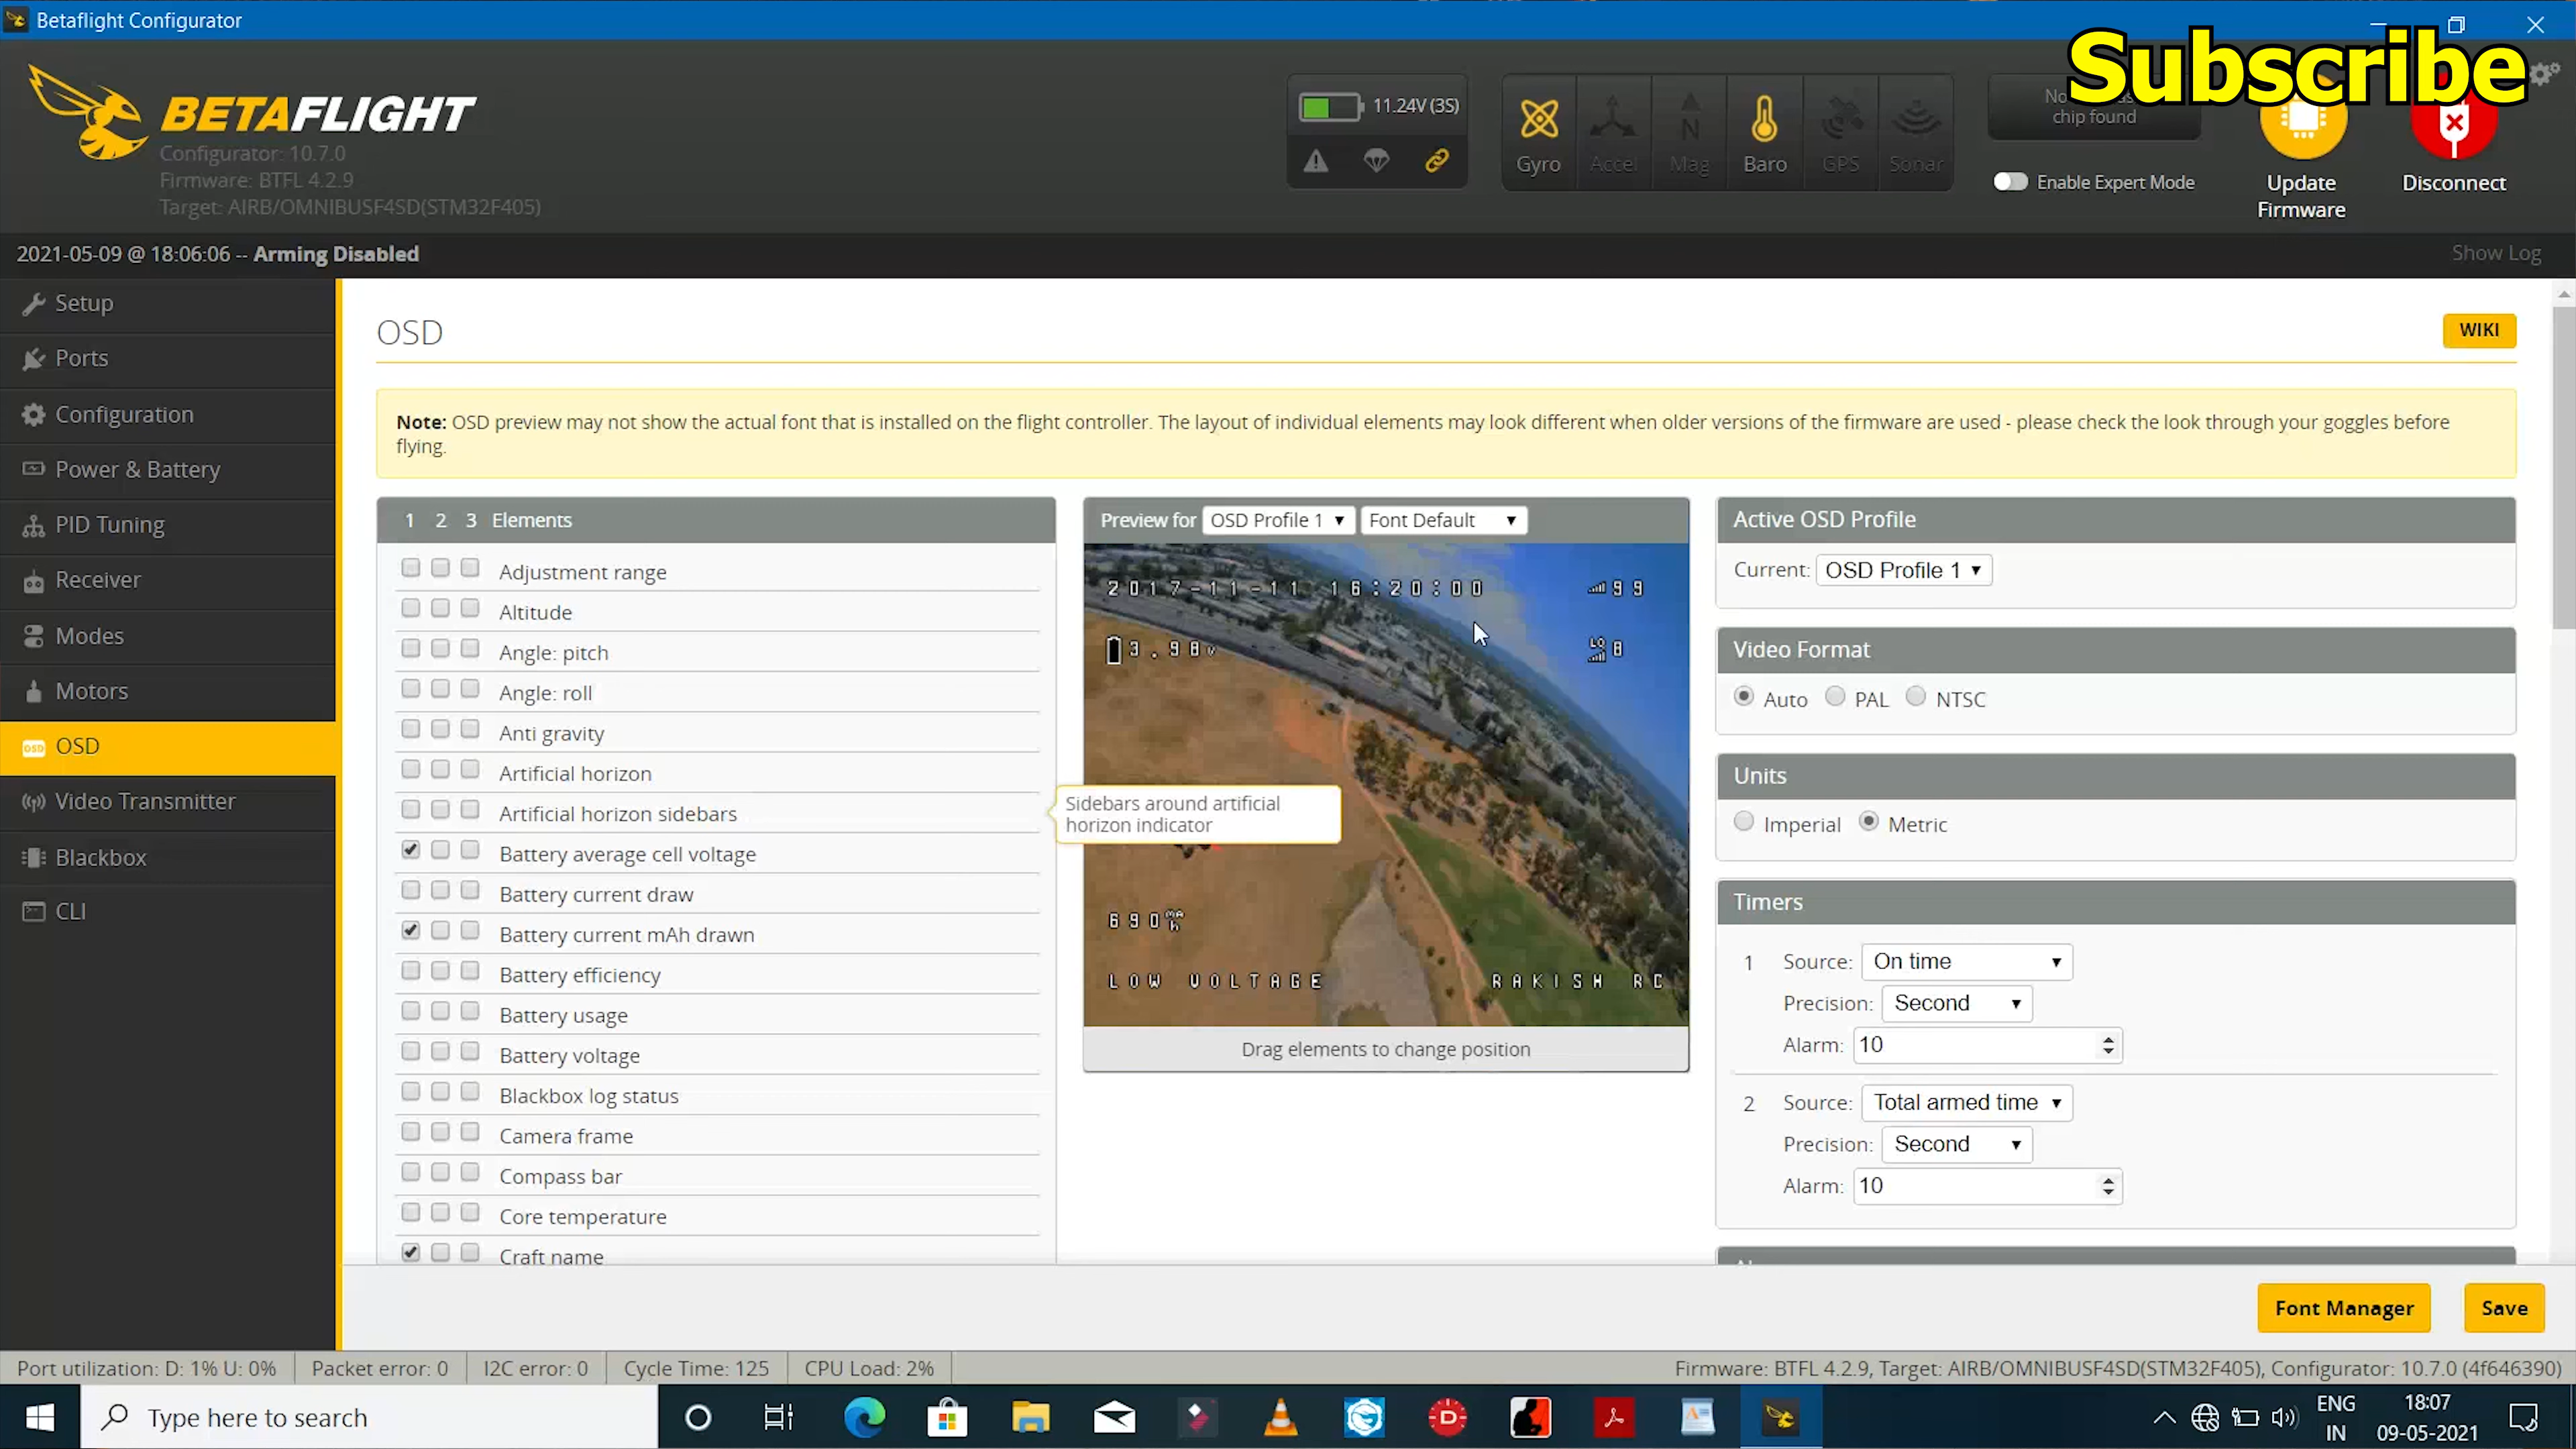 Betaflight Configurator
Subscribe
BETAFLIGHT
Configurator: 10.7.0
Firmware: BTFL 4.2.9
Target: AIRB/OMNIBUSF4SD(STM32F405)
11.24V (3S)
Gyro
Accel
Mag
Baro
GPS
Sonar
chip found
Enable Expert Mode
Update
Firmware
Disconnect
2021-05-09 @ 18:06:06 -- Arming Disabled
Show Log
Setup
Ports
Configuration
Power & Battery
PID Tuning
Receiver
Modes
Motors
OSD
Video Transmitter
Blackbox
CLI
OSD
WIKI
Note: OSD preview may not show the actual font that is installed on the flight controller. The layout of individual elements may look different when older versions of the firmware are used - please check the look through your goggles before
flying.
1 2 3 Elements
Adjustment range
Altitude
Angle: pitch
Angle: roll
Anti gravity
Artificial horizon
Artificial horizon sidebars
Battery average cell voltage
Battery current draw
Battery current mAh drawn
Battery efficiency
Battery usage
Battery voltage
Blackbox log status
Camera frame
Compass bar
Core temperature
Craft name
Sidebars around artificial
horizon indicator
Preview for OSD Profile 1 Font Default
2017-11-11 16:20:00 99
3.98V LQ 8
690 MAh
LOW VOLTAGE RAKISH RC
Drag elements to change position
Active OSD Profile
Current: OSD Profile 1
Video Format
Auto PAL NTSC
Units
Imperial Metric
Timers
1 Source: On time
Precision: Second
Alarm: 10
2 Source: Total armed time
Precision: Second
Alarm: 10
Font Manager
Save
Port utilization: D: 1% U: 0%
Packet error: 0
I2C error: 0
Cycle Time: 125
CPU Load: 2%
Firmware: BTFL 4.2.9, Target: AIRB/OMNIBUSF4SD(STM32F405), Configurator: 10.7.0 (4f646390)
Type here to search
ENG
IN
18:07
09-05-2021